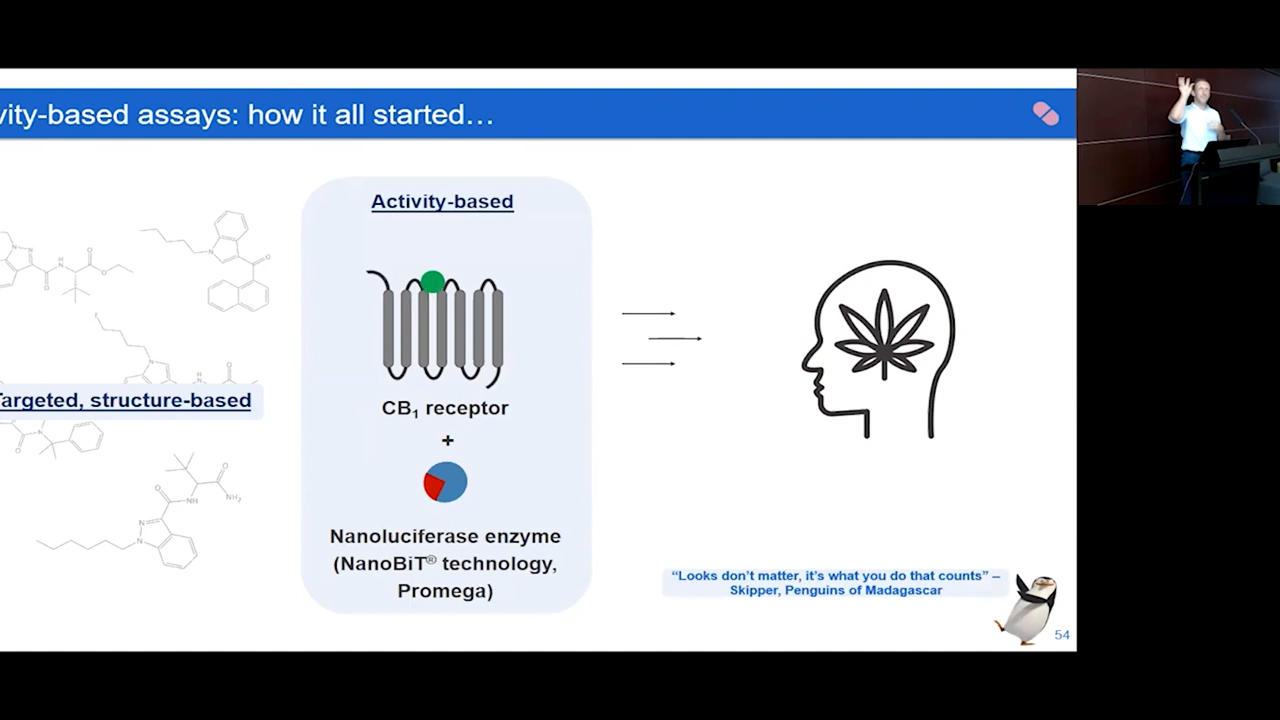 vity-based assays: how it all started…
Activity-based
Targeted, structure-based
CB₁ receptor
+
Nanoluciferase enzyme
(NanoBiT® technology,
Promega)
“Looks don’t matter, it’s what you do that counts” –
Skipper, Penguins of Madagascar
54